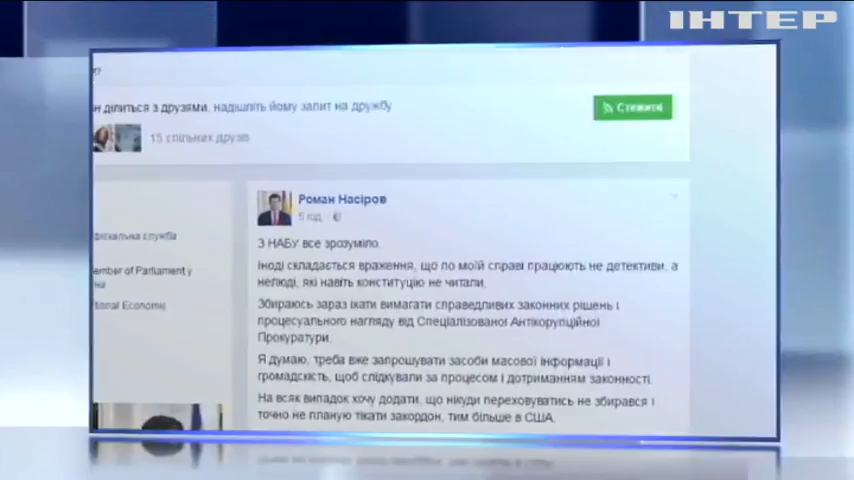 ІНТЕР
н ділиться з друзями, надішліть йому запит на дружбу
Стежити
15 спільних друзів
Роман Насіров
5 год. ·
фіскальна служба
ember of Parliament у
на
tional Economic
З НАБУ все зрозуміло.
Іноді складається враження, що по моїй справі працюють не детективи, а
нелюді, які навіть конституцію не читали.
Збираюсь зараз їхати вимагати справедливих законних рішень і
процесуального нагляду від Спеціалізованої Антікорупційної
Прокуратури.
Я думаю, треба вже запрошувати засоби масової інформації і
громадскість, щоб слідкували за процесом і дотриманням законності.
На всяк випадок хочу додати, що нікуди переховуватись не збирався і
точно не планую тікати закордон, тим більше в США.